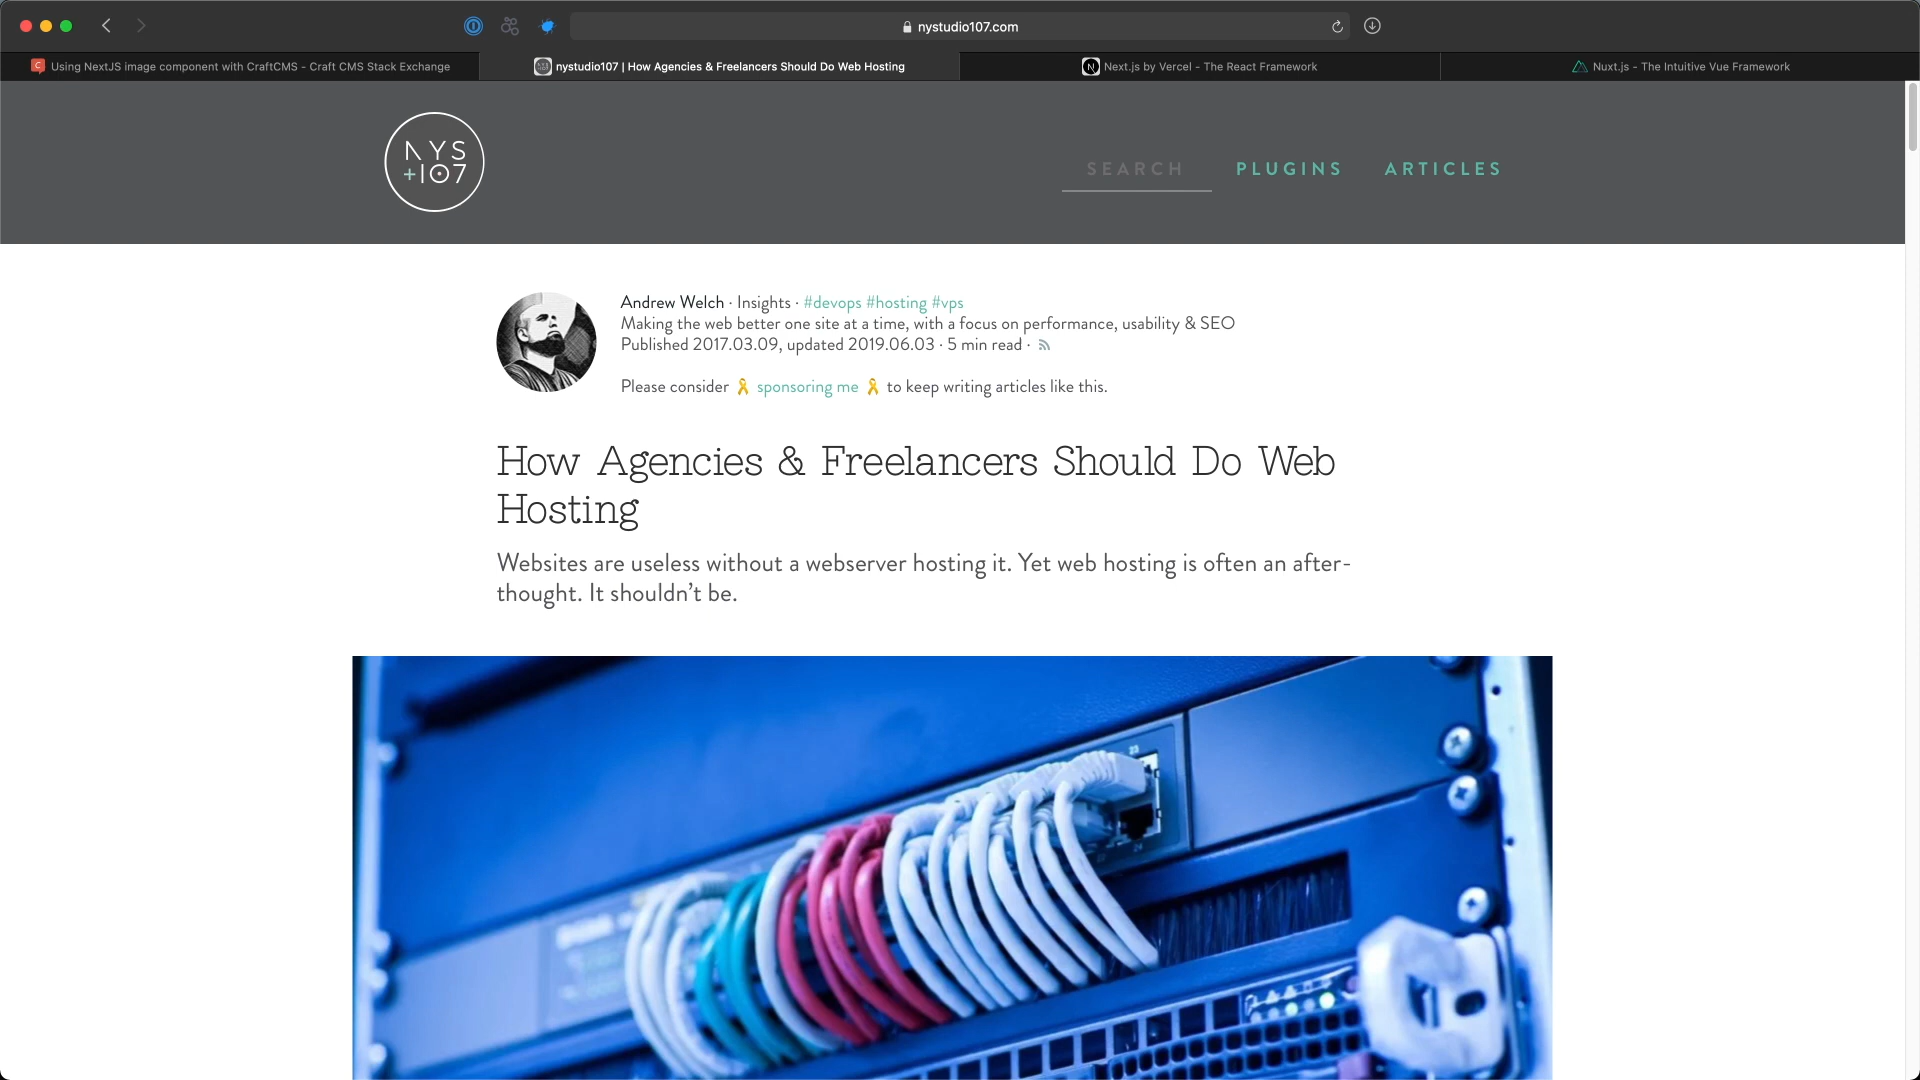 nystudio107.com
Using NextJS image component with CraftCMS - Craft CMS Stack Exchange
nystudio107 | How Agencies & Freelancers Should Do Web Hosting
Next.js by Vercel - The React Framework
Nuxt.js - The Intuitive Vue Framework
NYS
+107
SEARCH
PLUGINS
ARTICLES
Andrew Welch · Insights · #devops #hosting #vps
Making the web better one site at a time, with a focus on performance, usability & SEO
Published 2017.03.09, updated 2019.06.03 · 5 min read ·
Please consider 🎗 sponsoring me 🎗 to keep writing articles like this.
How Agencies & Freelancers Should Do Web
Hosting
Websites are useless without a webserver hosting it. Yet web hosting is often an after-
thought. It shouldn’t be.
23
24